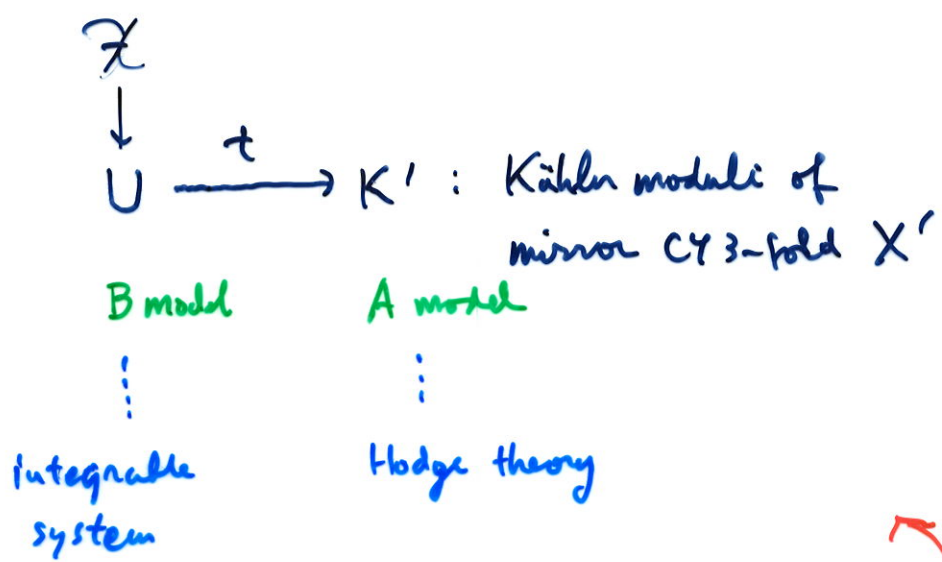 𝒳
↓
t
U → K' : Kähler moduli of
mirror CY 3-fold X'
B model A model
integrable Hodge theory
system